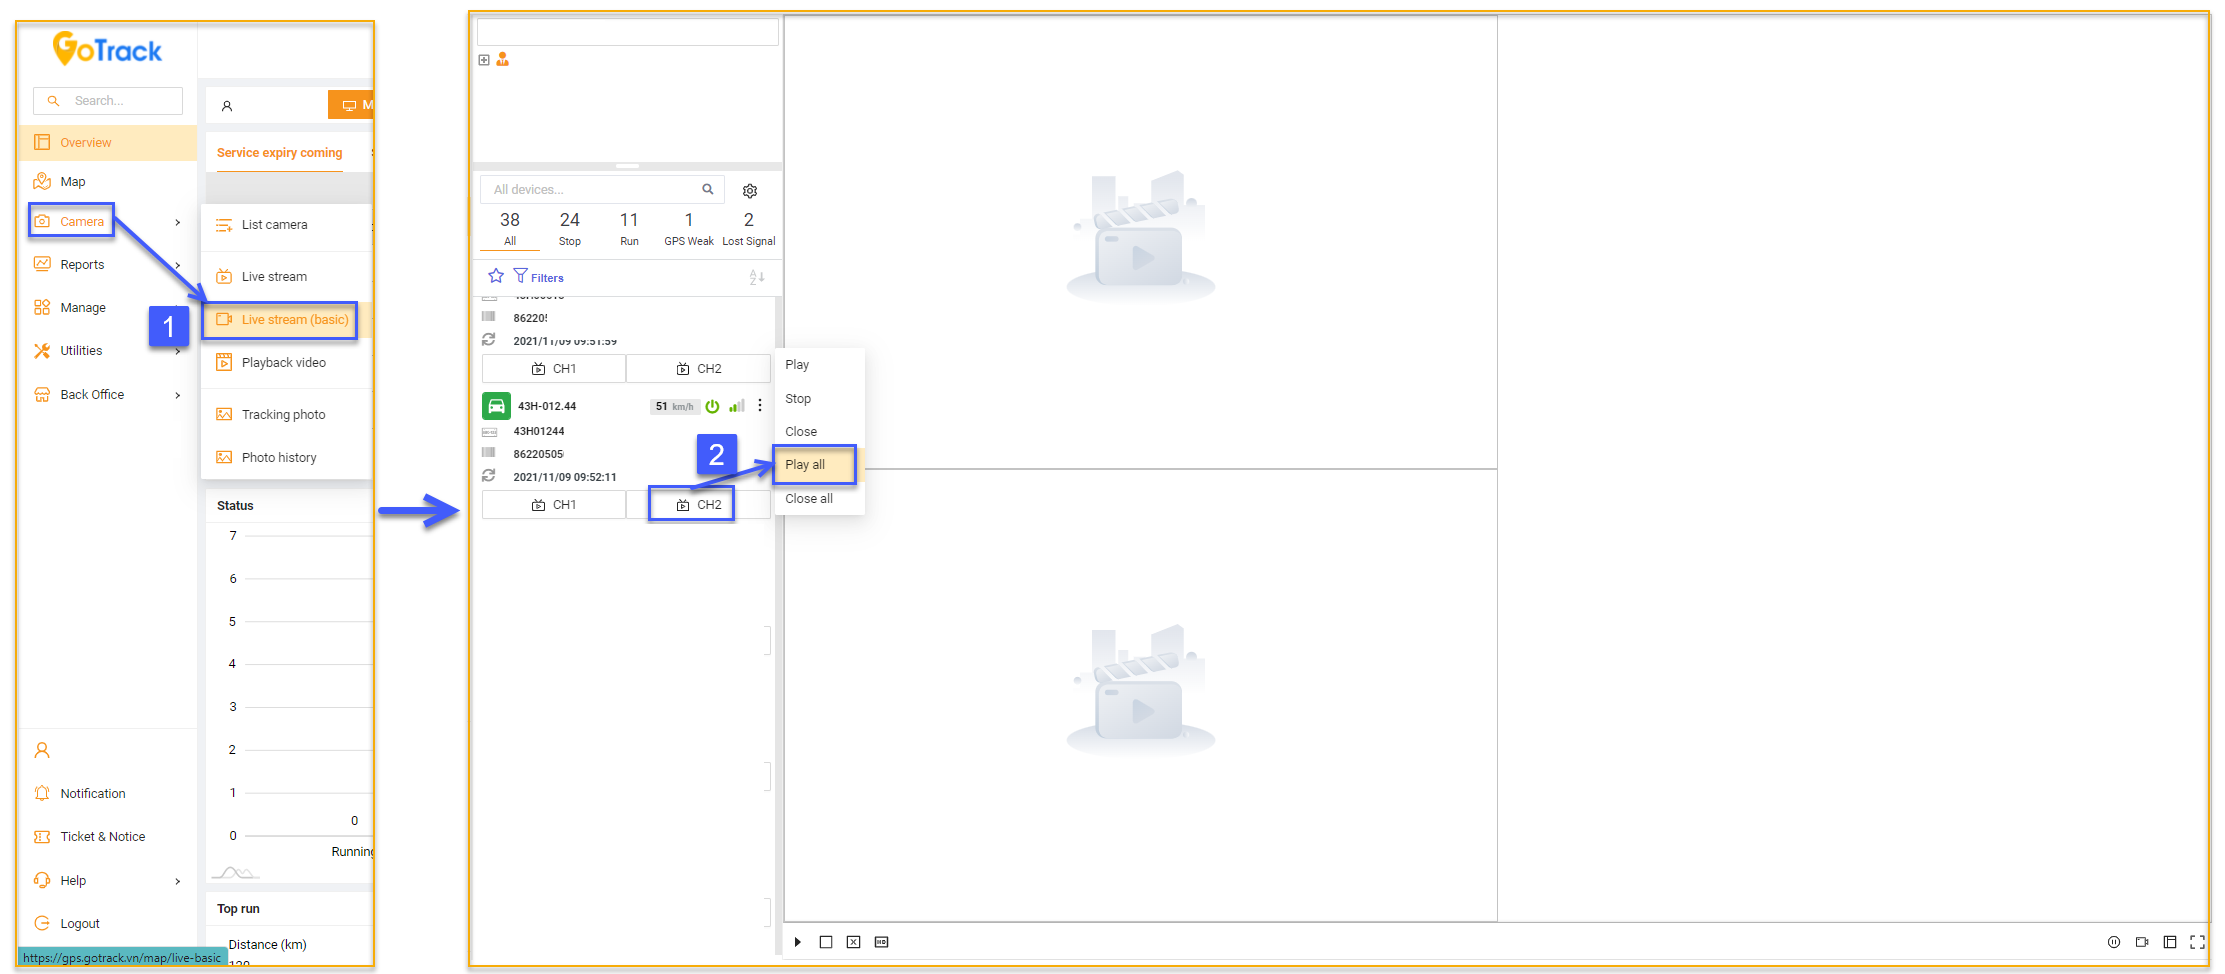 GoTrack
Search...
Overview
Map
Camera
Reports
Manage
Utilities
Back Office
Notification
Ticket & Notice
Help
Logout
https://gps.gotrack.vn/map/live-basic
M
Service expiry coming
List camera
Live stream
1
Live stream (basic)
Playback video
Tracking photo
Photo history
Status
7
6
5
4
3
2
1
0
0
Running
Top run
Distance (km)
All devices...
38 24 11 1 2
All Stop Run GPS Weak Lost Signal
Filters
A
Z
86220
2021/11/09 09:51:59
CH1 CH2
43H-012.44 51 km/h
43H01244
86220505
2021/11/09 09:52:11
CH1 CH2
2
Play
Stop
Close
Play all
Close all
HD